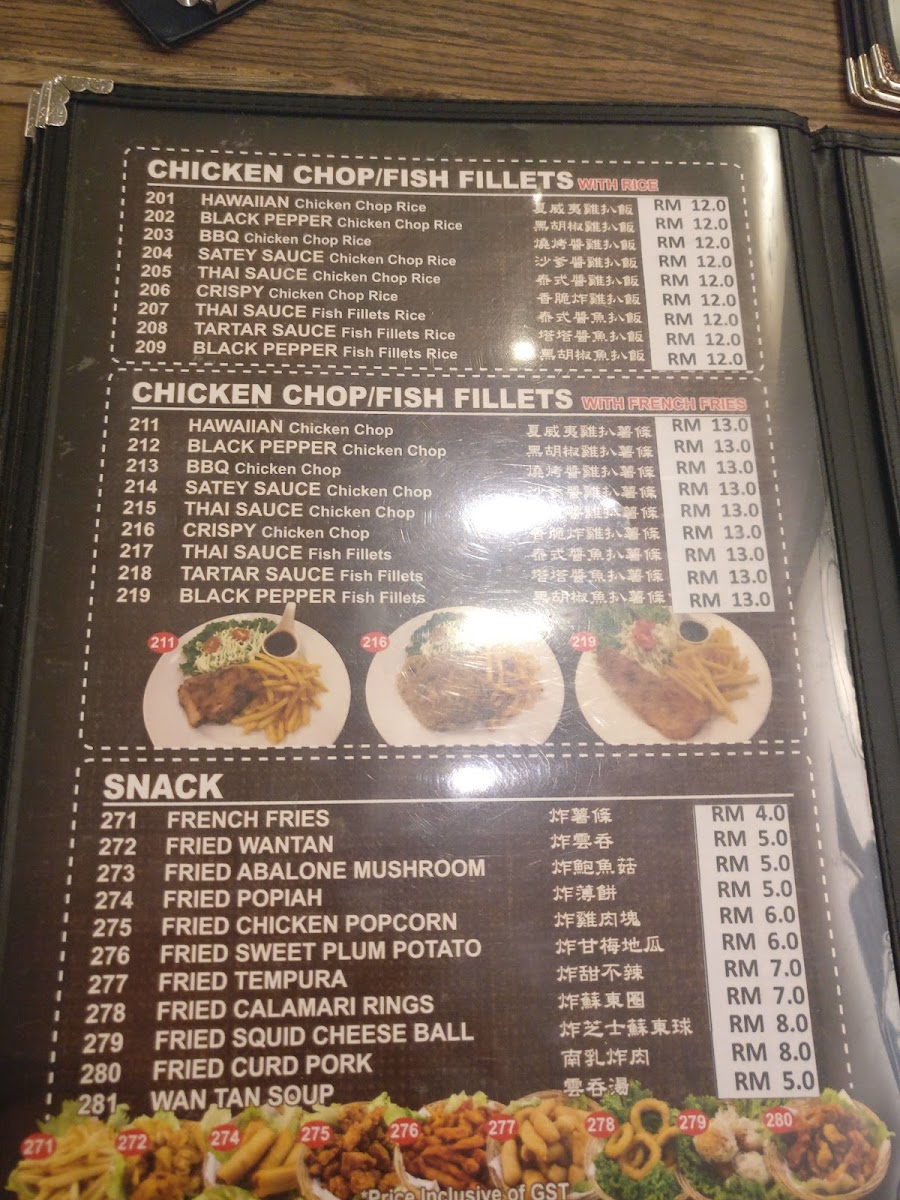 CHICKEN CHOP/FISH FILLETS WITH RICE
201 HAWAIIAN Chicken Chop Rice 夏威夷雞扒飯 RM 12.0
202 BLACK PEPPER Chicken Chop Rice 黑胡椒雞扒飯 RM 12.0
203 BBQ Chicken Chop Rice 燒烤醬雞扒飯 RM 12.0
204 SATEY SAUCE Chicken Chop Rice 沙爹醬雞扒飯 RM 12.0
205 THAI SAUCE Chicken Chop Rice 泰式醬雞扒飯 RM 12.0
206 CRISPY Chicken Chop Rice 香脆炸雞扒飯 RM 12.0
207 THAI SAUCE Fish Fillets Rice 泰式醬魚扒飯 RM 12.0
208 TARTAR SAUCE Fish Fillets Rice 塔塔醬魚扒飯 RM 12.0
209 BLACK PEPPER Fish Fillets Rice 黑胡椒魚扒飯 RM 12.0
CHICKEN CHOP/FISH FILLETS WITH FRENCH FRIES
211 HAWAIIAN Chicken Chop 夏威夷雞扒薯條 RM 13.0
212 BLACK PEPPER Chicken Chop 黑胡椒雞扒薯條 RM 13.0
213 BBQ Chicken Chop 燒烤醬雞扒薯條 RM 13.0
214 SATEY SAUCE Chicken Chop 沙爹醬雞扒薯條 RM 13.0
215 THAI SAUCE Chicken Chop 醬雞扒薯條 RM 13.0
216 CRISPY Chicken Chop 香脆炸雞扒薯條 RM 13.0
217 THAI SAUCE Fish Fillets 泰式醬魚扒薯條 RM 13.0
218 TARTAR SAUCE Fish Fillets 塔塔醬魚扒薯條 RM 13.0
219 BLACK PEPPER Fish Fillets 黑胡椒魚扒薯條 RM 13.0
211 216 219
SNACK
271 FRENCH FRIES 炸薯條 RM 4.0
272 FRIED WANTAN 炸雲吞 RM 5.0
273 FRIED ABALONE MUSHROOM 炸鮑魚菇 RM 5.0
274 FRIED POPIAH 炸薄餅 RM 5.0
275 FRIED CHICKEN POPCORN 炸雞肉塊 RM 6.0
276 FRIED SWEET PLUM POTATO 炸甘梅地瓜 RM 6.0
277 FRIED TEMPURA 炸甜不辣 RM 7.0
278 FRIED CALAMARI RINGS 炸蘇東圈 RM 7.0
279 FRIED SQUID CHEESE BALL 炸芝士蘇東球 RM 8.0
280 FRIED CURD PORK 南乳炸肉 RM 8.0
281 WAN TAN SOUP 雲吞湯 RM 5.0
271 272 274 275 276 277 278 279 280
*Price Inclusive of GST